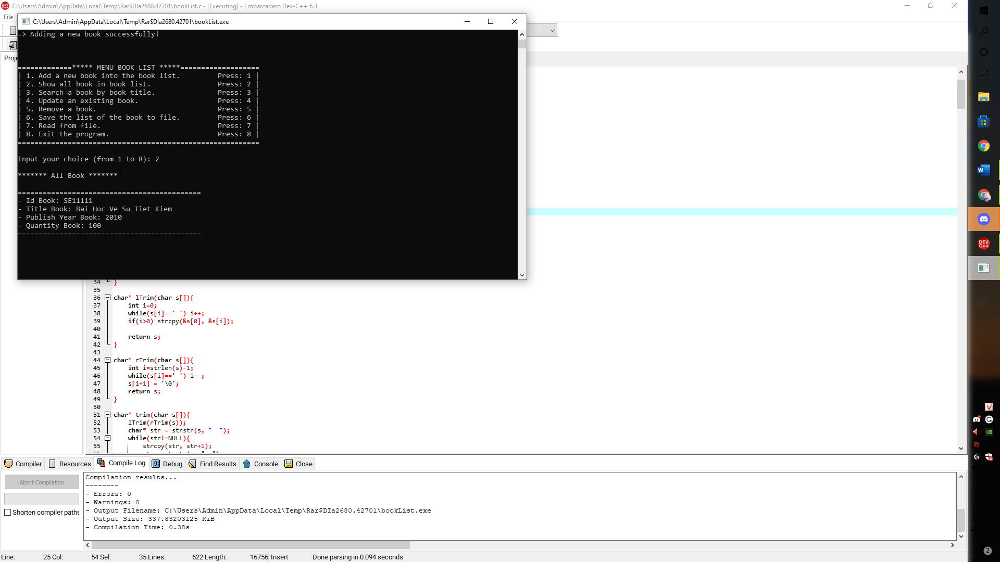 C:\Users\Admin\AppData\Local\Temp\Rar$DIa2680.42701\bookList.c - [Executing] - Embarcadero Dev-C++ 6.3
File
C:\Users\Admin\AppData\Local\Temp\Rar$DIa2680.42701\bookList.exe
=> Adding a new book successfully!
=============***** MENU BOOK LIST *****===================
| 1. Add a new book into the book list. Press: 1 |
| 2. Show all book in book list. Press: 2 |
| 3. Search a book by book title. Press: 3 |
| 4. Update an existing book. Press: 4 |
| 5. Remove a book. Press: 5 |
| 6. Save the list of the book to file. Press: 6 |
| 7. Read from file. Press: 7 |
| 8. Exit the program. Press: 8 |
==========================================================
Input your choice (from 1 to 8): 2
******* All Book *******
============================================
- Id Book: SE11111
- Title Book: Bai Hoc Ve Su Tiet Kiem
- Publish Year Book: 2010
- Quantity Book: 100
============================================
Proje
34 }
35
36 char* lTrim(char s[]){
37 int i=0;
38 while(s[i]==' ') i++;
39 if(i>0) strcpy(&s[0], &s[i]);
40
41 return s;
42 }
43
44 char* rTrim(char s[]){
45 int i=strlen(s)-1;
46 while(s[i]==' ') i--;
47 s[i+1] = '\0';
48 return s;
49 }
50
51 char* trim(char s[]){
52 lTrim(rTrim(s));
53 char* str = strstr(s, "  ");
54 while(str!=NULL){
55 strcpy(str, str+1);
Compiler Resources Compile Log Debug Find Results Console Close
Abort Compilation
Shorten compiler paths
Compilation results...
--------
- Errors: 0
- Warnings: 0
- Output Filename: C:\Users\Admin\AppData\Local\Temp\Rar$DIa2680.42701\bookList.exe
- Output Size: 337.83203125 KiB
- Compilation Time: 0.38s
Line: 25 Col: 54 Sel: 35 Lines: 622 Length: 16756 Insert Done parsing in 0.094 seconds
W
DEV C++
V
2